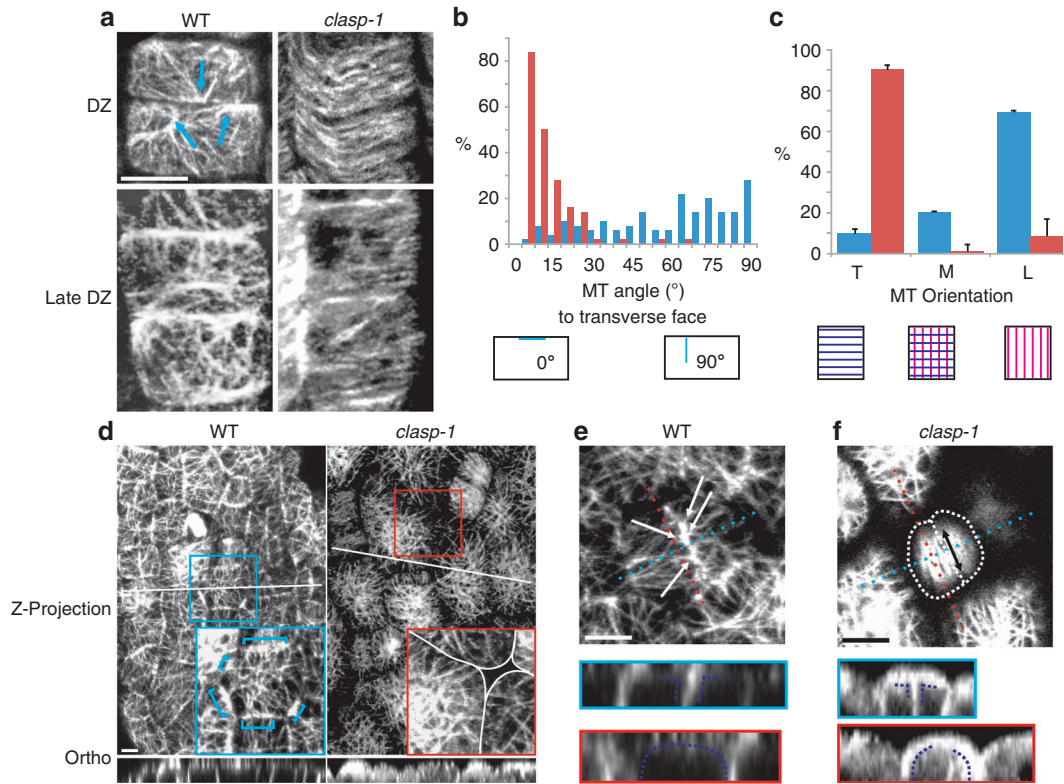 a
WT
clasp-1
DZ
Late DZ
b
80
60
40
20
0
%
0 15 30 45 60 75 90
MT angle (°)
to transverse face
0°
90°
c
100
80
60
40
20
0
%
T M L
MT Orientation
d
WT
clasp-1
Z-Projection
Ortho
e
WT
f
clasp-1